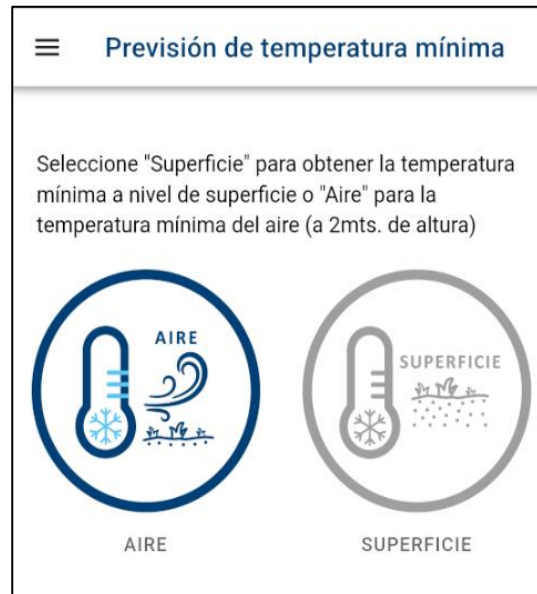 Previsión de temperatura mínima
Seleccione "Superficie" para obtener la temperatura
mínima a nivel de superficie o "Aire" para la
temperatura mínima del aire (a 2mts. de altura)
AIRE
SUPERFICIE
AIRE
SUPERFICIE